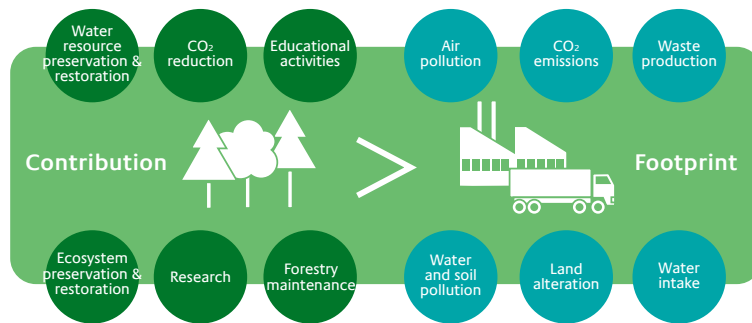 Water
resource
preservation &
restoration
CO₂
reduction
Educational
activities
Air
pollution
CO₂
emissions
Waste
production
Contribution
>
Footprint
Ecosystem
preservation &
restoration
Research
Forestry
maintenance
Water
and soil
pollution
Land
alteration
Water
intake